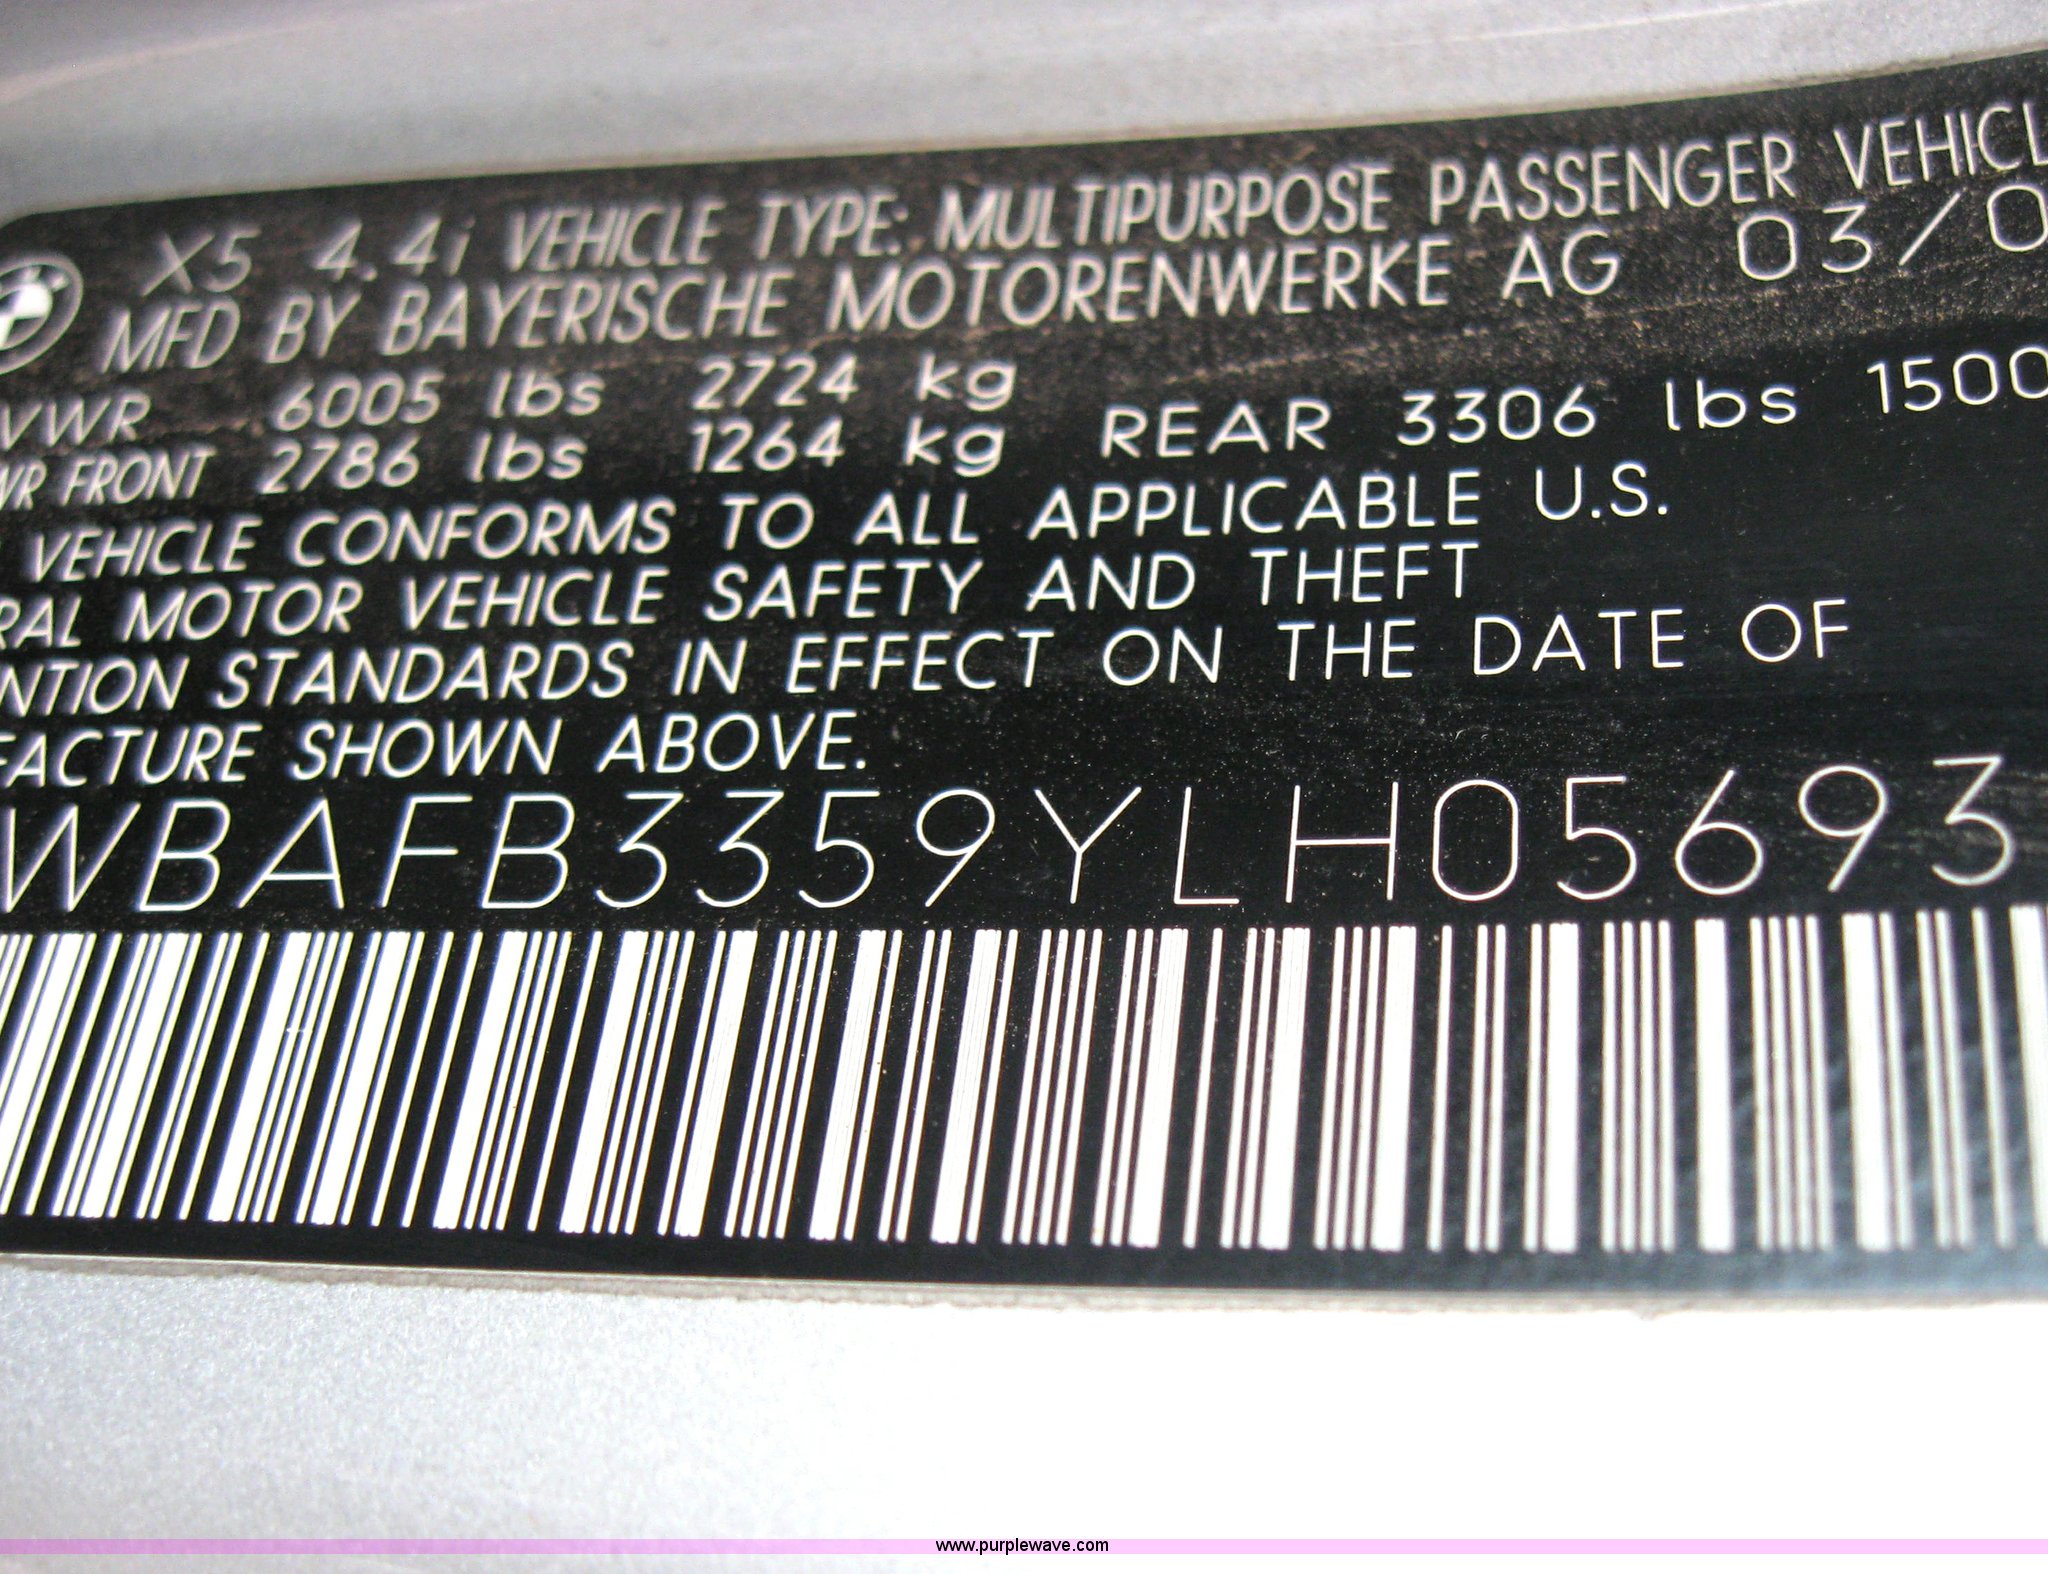 X5 4.4i VEHICLE TYPE: MULTIPURPOSE PASSENGER VEHICL
MFD BY BAYERISCHE MOTORENWERKE AG 03/0
VWR 6005 lbs 2724 kg
WR FRONT 2786 lbs 1264 kg REAR 3306 lbs 1500
VEHICLE CONFORMS TO ALL APPLICABLE U.S.
RAL MOTOR VEHICLE SAFETY AND THEFT
NTION STANDARDS IN EFFECT ON THE DATE OF
FACTURE SHOWN ABOVE.
WBAFB3359YLH05693
www.purplewave.com